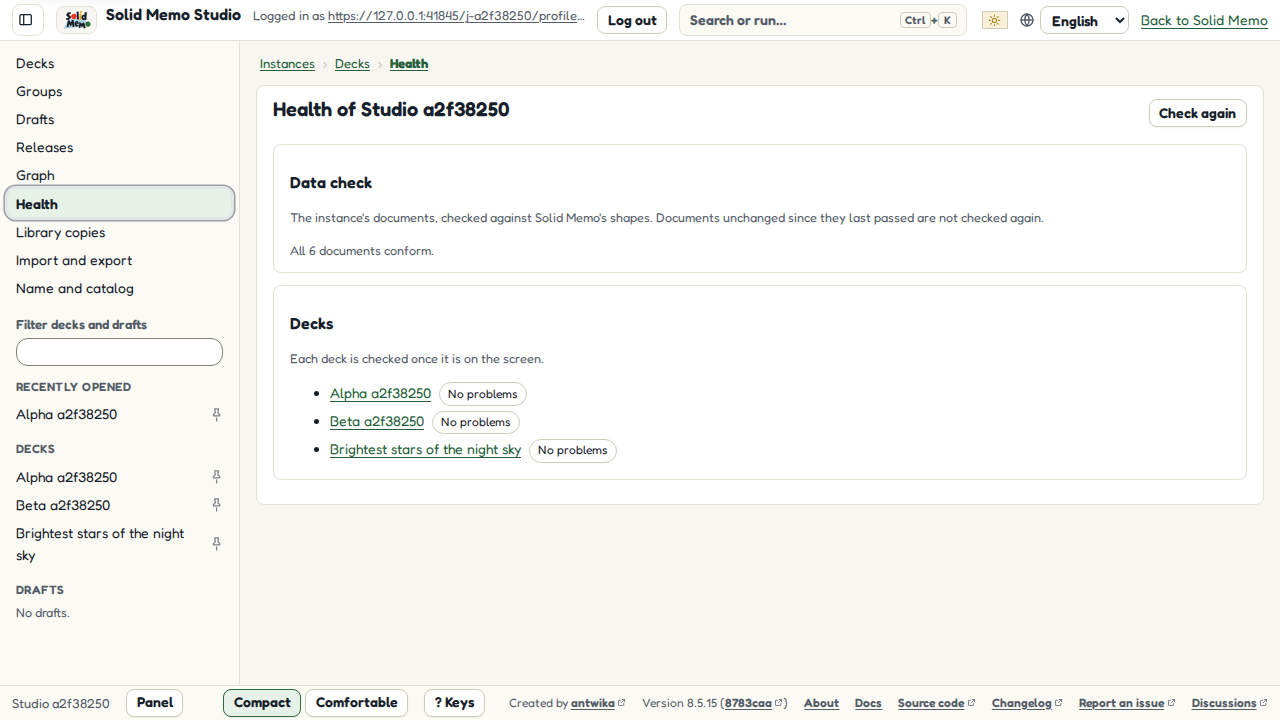 Solid Memo
Solid Memo Studio
Logged in as https://127.0.0.1:41845/j-a2f38250/profile...
Log out
Search or run...
Ctrl+K
English
Back to Solid Memo
Decks
Groups
Drafts
Releases
Graph
Health
Library copies
Import and export
Name and catalog
Filter decks and drafts
RECENTLY OPENED
Alpha a2f38250
DECKS
Alpha a2f38250
Beta a2f38250
Brightest stars of the night
sky
DRAFTS
No drafts.
Instances › Decks › Health
Health of Studio a2f38250
Check again
Data check
The instance's documents, checked against Solid Memo's shapes. Documents unchanged since they last passed are not checked again.
All 6 documents conform.
Decks
Each deck is checked once it is on the screen.
Alpha a2f38250 No problems
Beta a2f38250 No problems
Brightest stars of the night sky No problems
Studio a2f38250
Panel
Compact
Comfortable
? Keys
Created by antwika
Version 8.5.15 (8783caa)
About
Docs
Source code
Changelog
Report an issue
Discussions